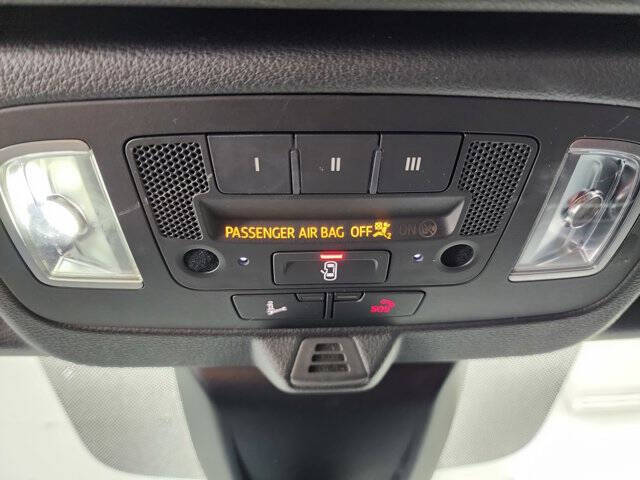 I II III
PASSENGER AIR BAG OFF ON
SOS